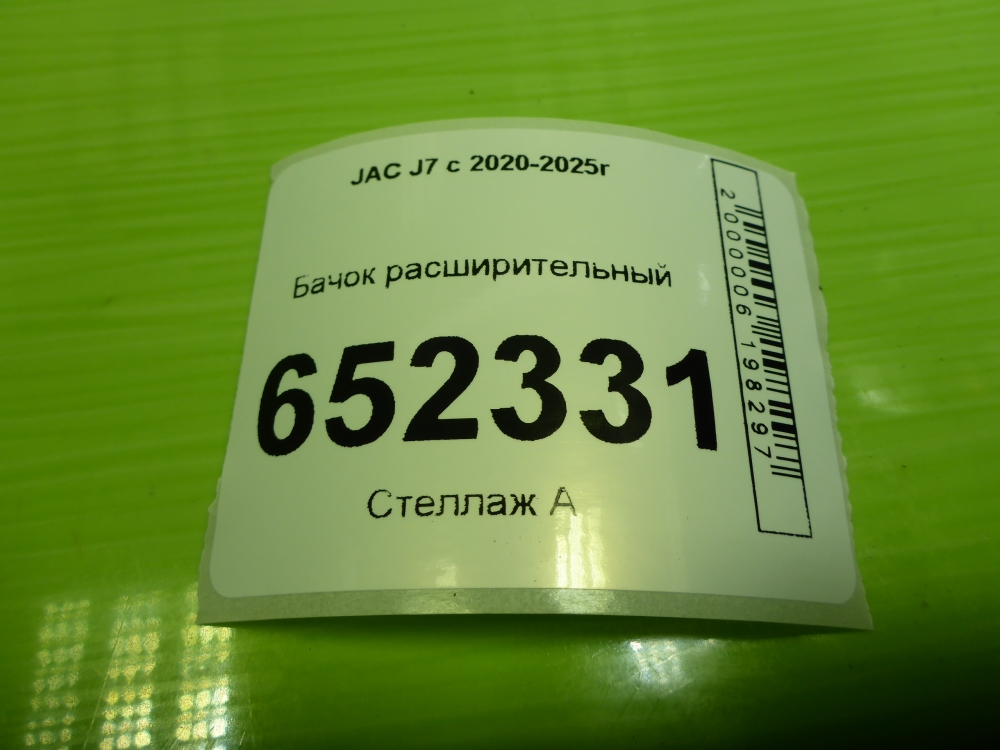 JAC J7 с 2020-2025г
Бачок расширительный
652331
Стеллаж А
2000006198297